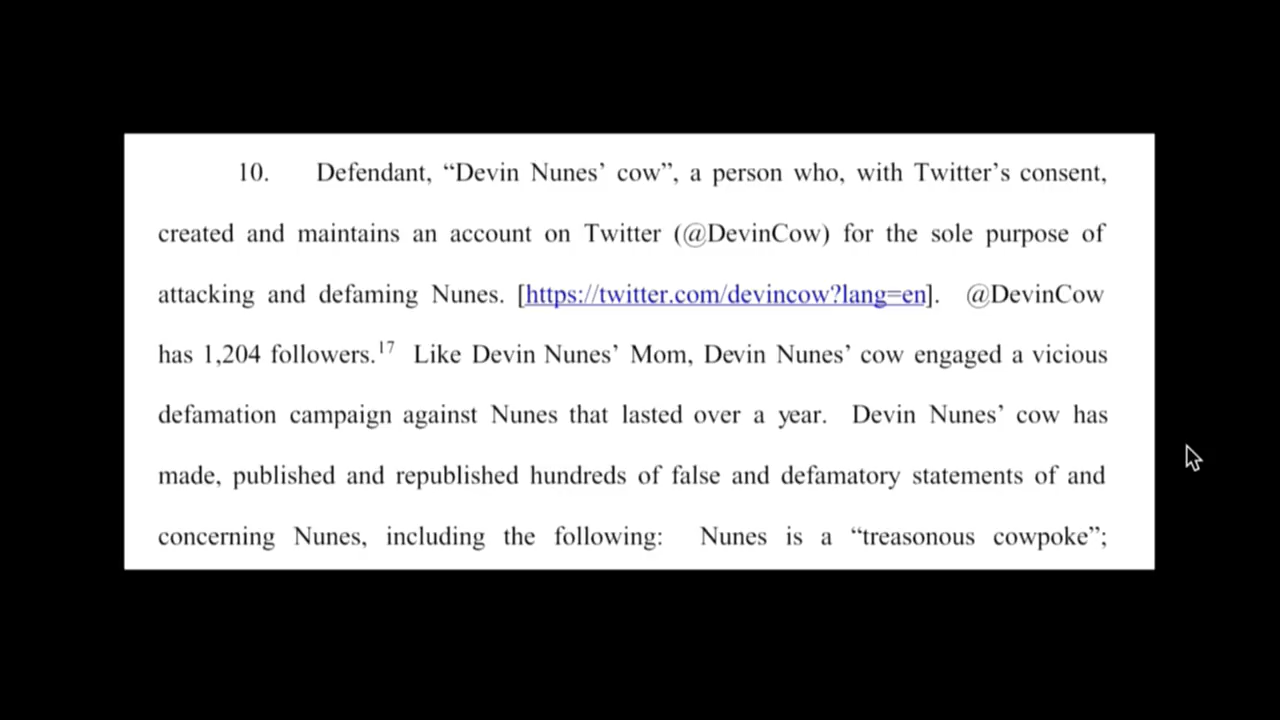 10. Defendant, “Devin Nunes’ cow”, a person who, with Twitter’s consent,
created and maintains an account on Twitter (@DevinCow) for the sole purpose of
attacking and defaming Nunes. [https://twitter.com/devincow?lang=en]. @DevinCow
has 1,204 followers.17 Like Devin Nunes’ Mom, Devin Nunes’ cow engaged a vicious
defamation campaign against Nunes that lasted over a year. Devin Nunes’ cow has
made, published and republished hundreds of false and defamatory statements of and
concerning Nunes, including the following: Nunes is a “treasonous cowpoke”;